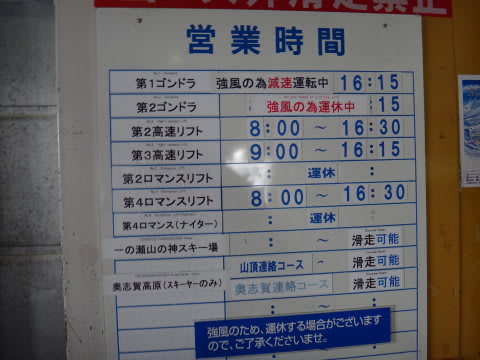 コース外滑走禁止
営業時間
第1ゴンドラ 強風の為減速運転中 16:15
第2ゴンドラ 強風の為運休中 15
第2高速リフト 8:00 ～ 16:30
第3高速リフト 9:00 ～ 16:15
第2ロマンスリフト : 運休 :
第4ロマンスリフト 8:00 ～ 16:30
第4ロマンス(ナイター) : 運休 :
一の瀬山の神スキー場 : ～ 滑走可能
山頂連絡コース ～ 滑走可能
奥志賀高原(スキーヤーのみ) 奥志賀連絡コース 滑走可能
: ～ :
強風のため、運休する場合がございます
ので、ご了承くださいませ。